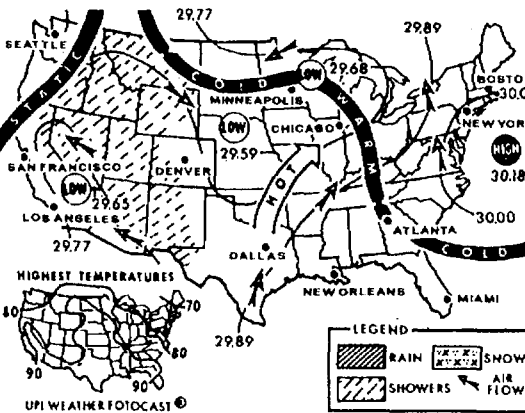 29.77
29.89
SEATTLE
COLD
LOW
29.68
BOSTO
30.0
STATIC
MINNEAPOLIS
WARM
NEW YORK
LOW
CHICAGO
HIGH
29.59
SAN FRANCISCO
DENVER
30.18
LOW
29.65
HOT
LOS ANGELES
30.00
ATLANTA
29.77
COLD
DALLAS
HIGHEST TEMPERATURES
NEW ORLEANS
MIAMI
80
70
29.89
80
90
90
LEGEND
RAIN
SNOW
SHOWERS
AIR
FLOW
UPI WEATHER FOTOCAST ®